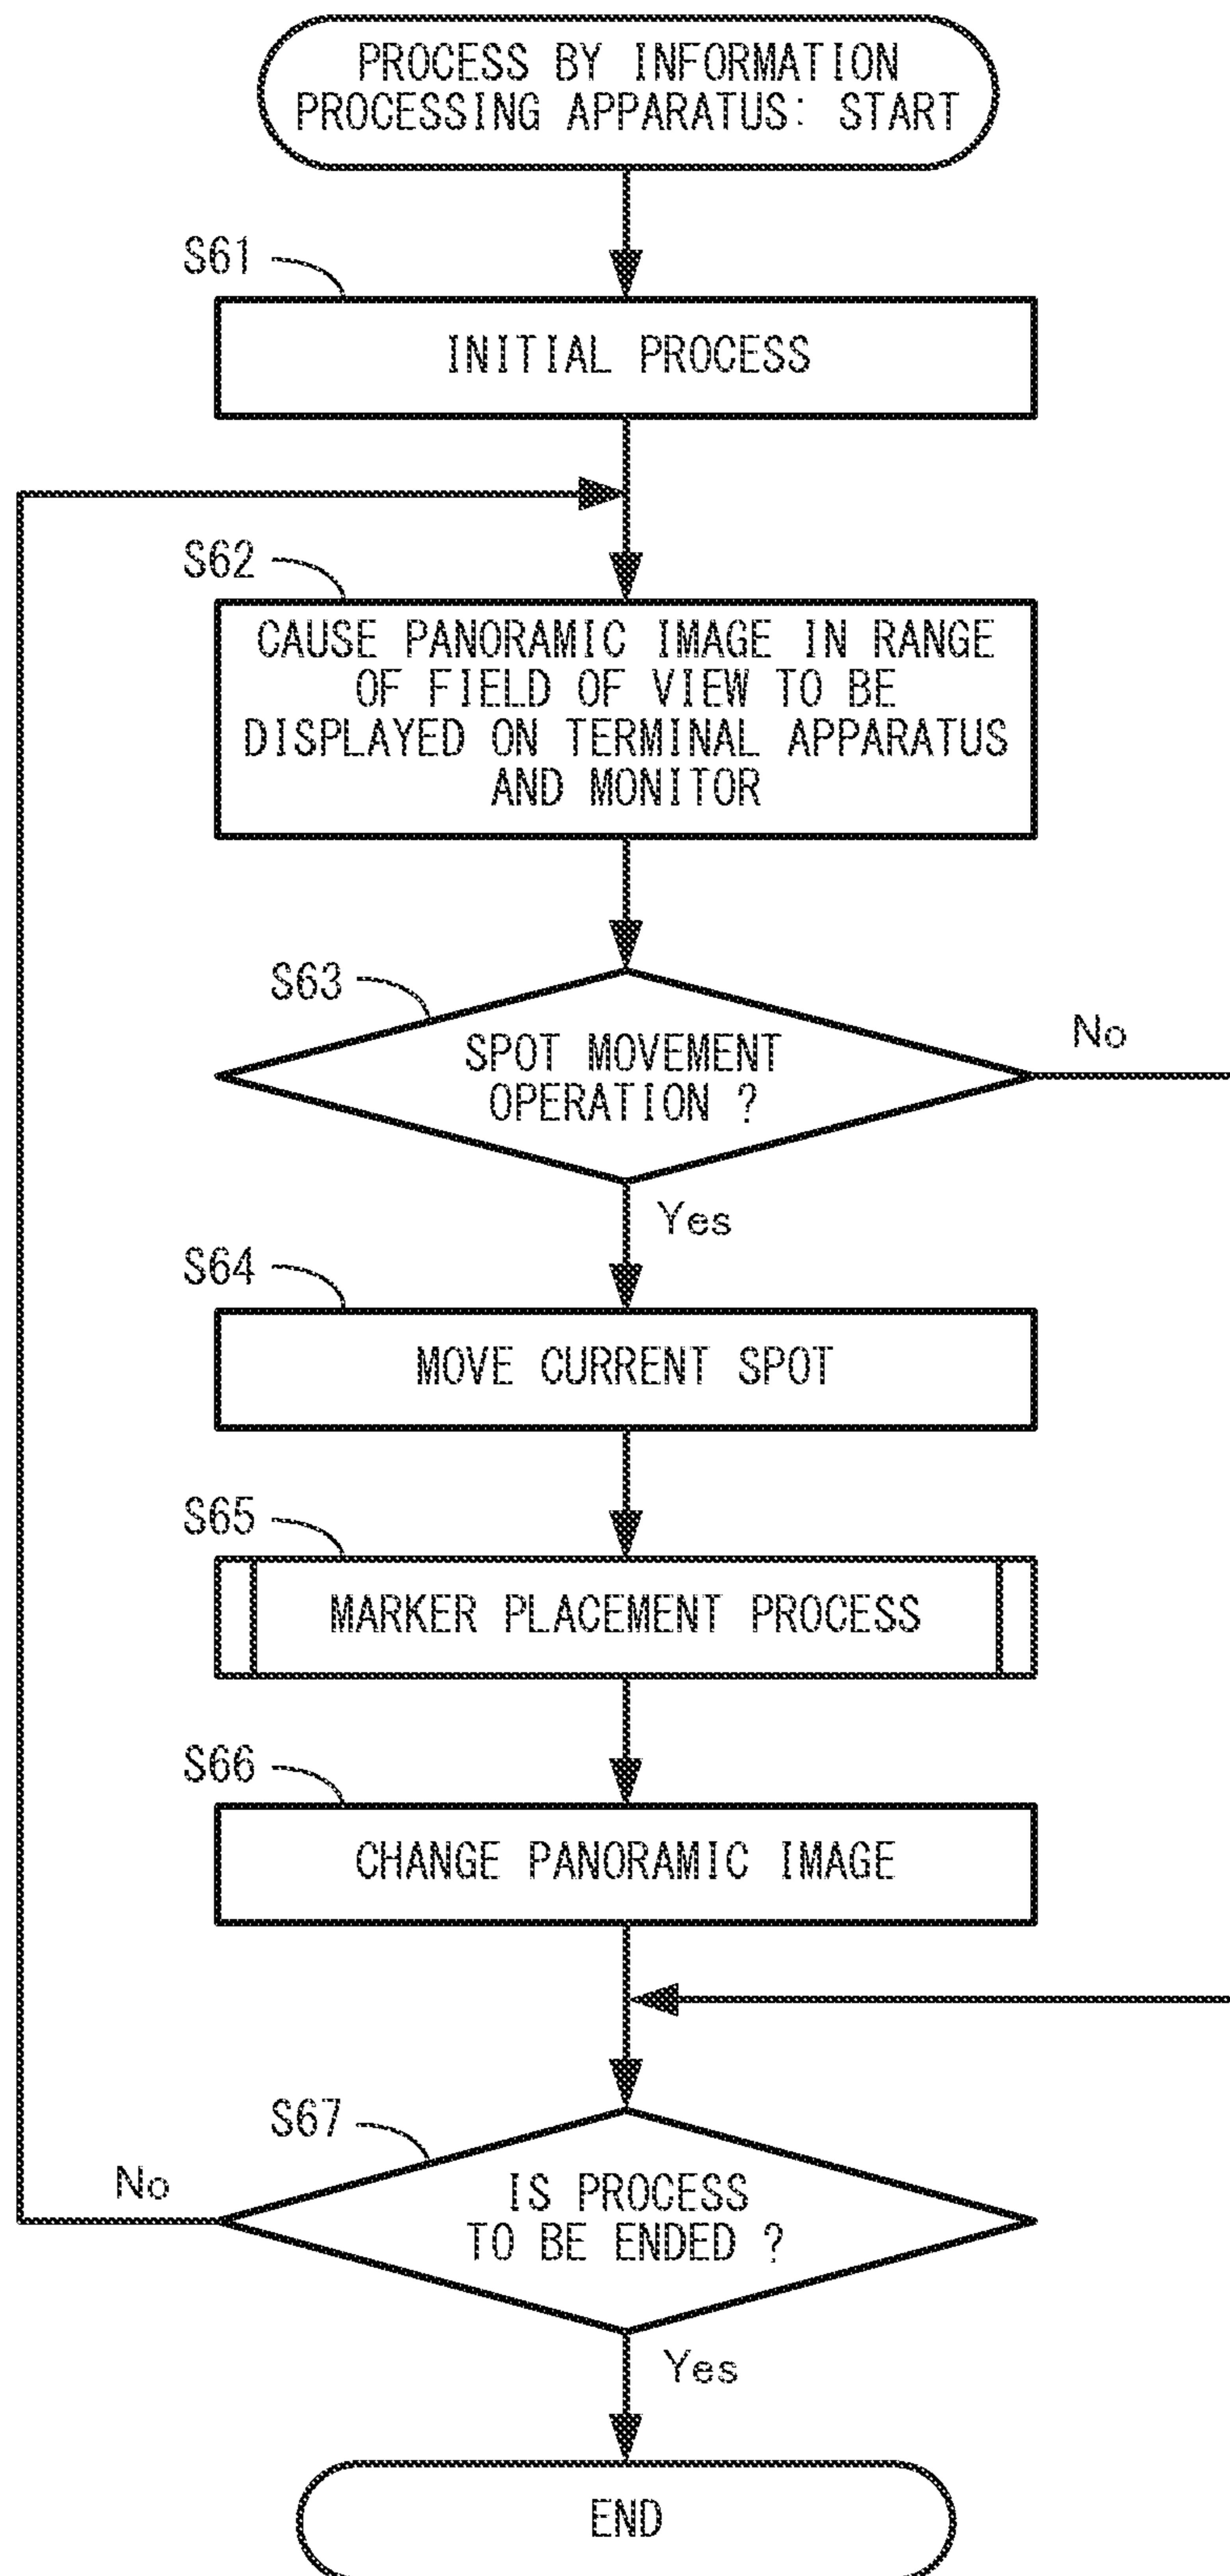 PROCESS BY INFORMATION
PROCESSING APPARATUS: START
S61
INITIAL PROCESS
S62
CAUSE PANORAMIC IMAGE IN RANGE
OF FIELD OF VIEW TO BE
DISPLAYED ON TERMINAL APPARATUS
AND MONITOR
S63
SPOT MOVEMENT
OPERATION ?
No
Yes
S64
MOVE CURRENT SPOT
S65
MARKER PLACEMENT PROCESS
S66
CHANGE PANORAMIC IMAGE
S67
IS PROCESS
TO BE ENDED ?
No
Yes
END